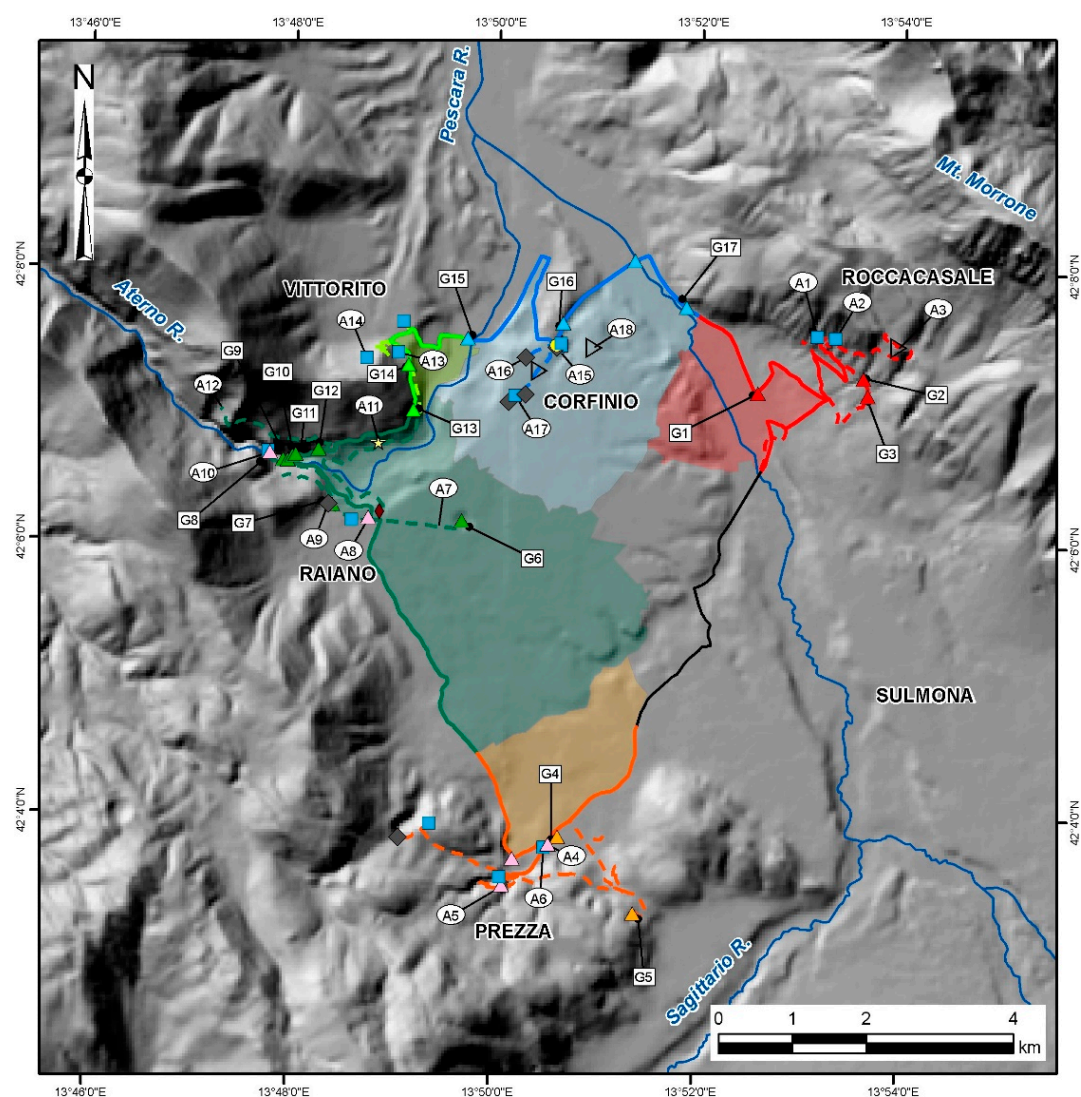 13°46'0"E
13°48'0"E
13°50'0"E
13°52'0"E
13°54'0"E
N
Pescara R.
Mt. Morrone
42°8'0"N
42°8'0"N
G17
ROCCACASALE
VITTORITO
G15
G16
A1
A2
A3
Aterno R.
A14
A18
G9
A13
A16
A15
G10
G14
A12
G12
A11
CORFINIO
G2
G11
A17
G1
G13
G3
A10
A7
G8
G7
A9
A8
G6
42°6'0"N
42°6'0"N
RAIANO
SULMONA
G4
42°4'0"N
42°4'0"N
A4
A6
A5
PREZZA
G5
Sagittario R.
0 1 2 4
km
13°46'0"E
13°48'0"E
13°50'0"E
13°52'0"E
13°54'0"E